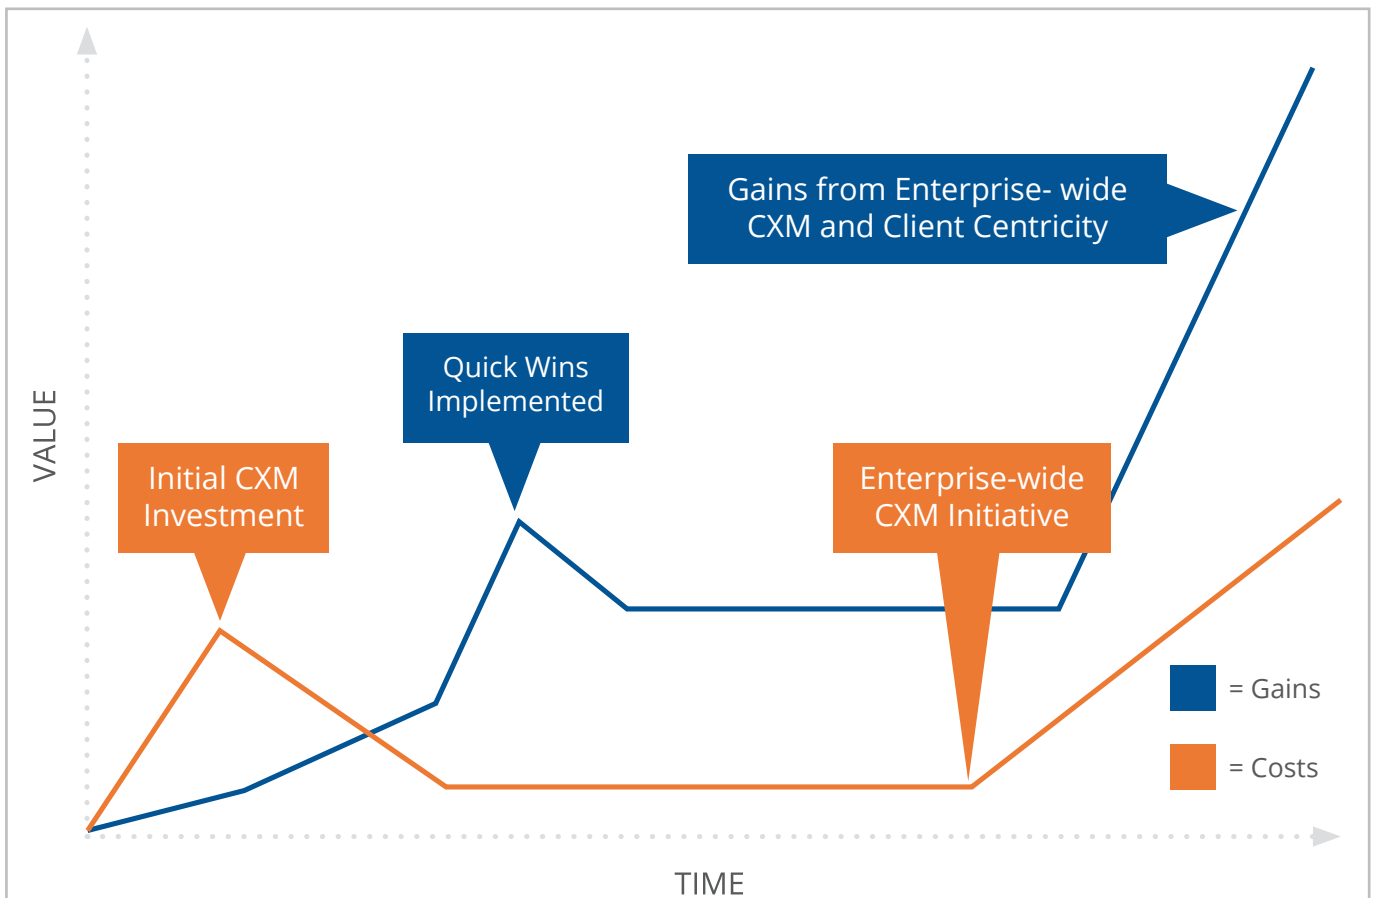 Gains from Enterprise- wide
CXM and Client Centricity
Quick Wins
Implemented
VALUE
Initial CXM
Investment
Enterprise-wide
CXM Initiative
= Gains
= Costs
TIME